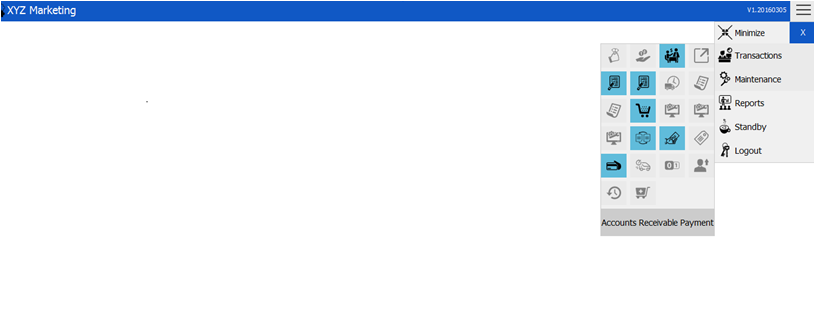 XYZ Marketing
V1.20160305
Minimize
X
Transactions
Maintenance
Reports
Standby
Logout
Accounts Receivable Payment